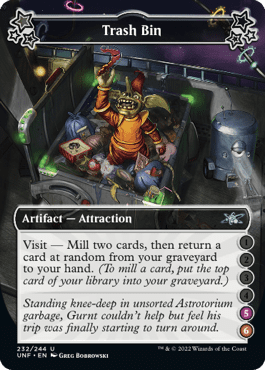 Trash Bin
Artifact — Attraction
Visit — Mill two cards, then return a
card at random from your graveyard
to your hand. (To mill a card, put the top
card of your library into your graveyard.)
Standing knee-deep in unsorted Astrotorium
garbage, Gurnt couldn't help but feel his
trip was finally starting to turn around.
1
2
3
4
5
6
232/244 U
UNF • EN Greg Bobrowski
™ & © 2022 Wizards of the Coast